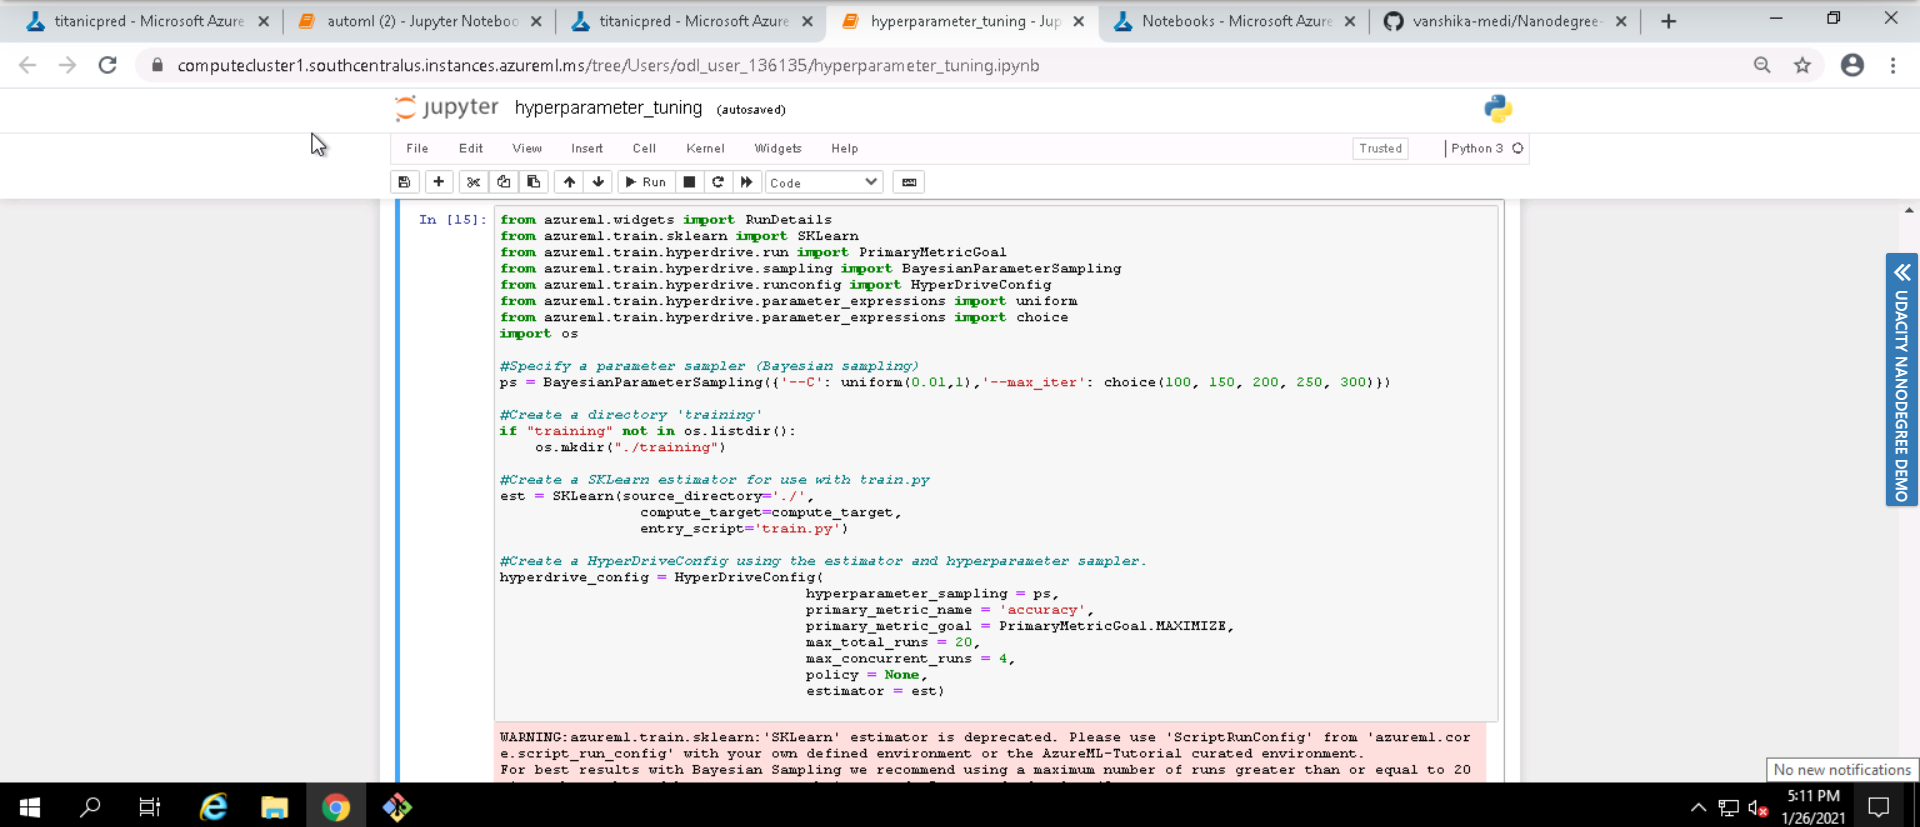 titanicpred - Microsoft Azure
automl (2) - Jupyter Noteboo
titanicpred - Microsoft Azure
hyperparameter_tuning - Jup
Notebooks - Microsoft Azure
vanshika-medi/Nanodegree-
computecluster1.southcentralus.instances.azureml.ms/tree/Users/odl_user_136135/hyperparameter_tuning.ipynb
jupyter hyperparameter_tuning (autosaved)
File Edit View Insert Cell Kernel Widgets Help Trusted Python 3
Run Code
In [15]:
from azureml.widgets import RunDetails
from azureml.train.sklearn import SKLearn
from azureml.train.hyperdrive.run import PrimaryMetricGoal
from azureml.train.hyperdrive.sampling import BayesianParameterSampling
from azureml.train.hyperdrive.runconfig import HyperDriveConfig
from azureml.train.hyperdrive.parameter_expressions import uniform
from azureml.train.hyperdrive.parameter_expressions import choice
import os
#Specify a parameter sampler (Bayesian sampling)
ps = BayesianParameterSampling({'--C': uniform(0.01,1),'--max_iter': choice(100, 150, 200, 250, 300)})
#Create a directory 'training'
if "training" not in os.listdir():
os.mkdir("./training")
#Create a SKLearn estimator for use with train.py
est = SKLearn(source_directory='./',
compute_target=compute_target,
entry_script='train.py')
#Create a HyperDriveConfig using the estimator and hyperparameter sampler.
hyperdrive_config = HyperDriveConfig(
hyperparameter_sampling = ps,
primary_metric_name = 'accuracy',
primary_metric_goal = PrimaryMetricGoal.MAXIMIZE,
max_total_runs = 20,
max_concurrent_runs = 4,
policy = None,
estimator = est)
WARNING:azureml.train.sklearn:'SKLearn' estimator is deprecated. Please use 'ScriptRunConfig' from 'azureml.cor
e.script_run_config' with your own defined environment or the AzureML-Tutorial curated environment.
For best results with Bayesian Sampling we recommend using a maximum number of runs greater than or equal to 20
UDACITY NANODEGREE DEMO
No new notifications
5:11 PM
1/26/2021